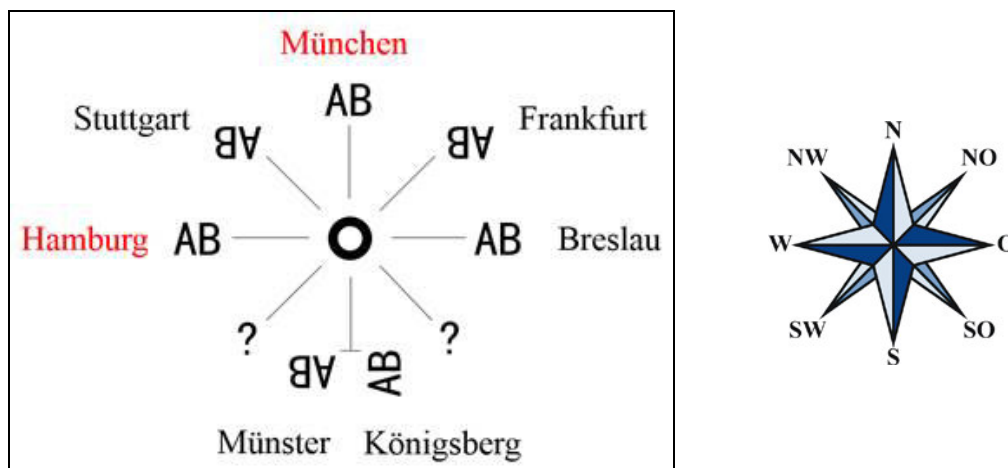 München
AB
Stuttgart
AB
Frankfurt
AB
Hamburg
AB
AB
Breslau
?
?
AB
AB
Münster
Königsberg
N
NW
NO
W
O
SW
SO
S